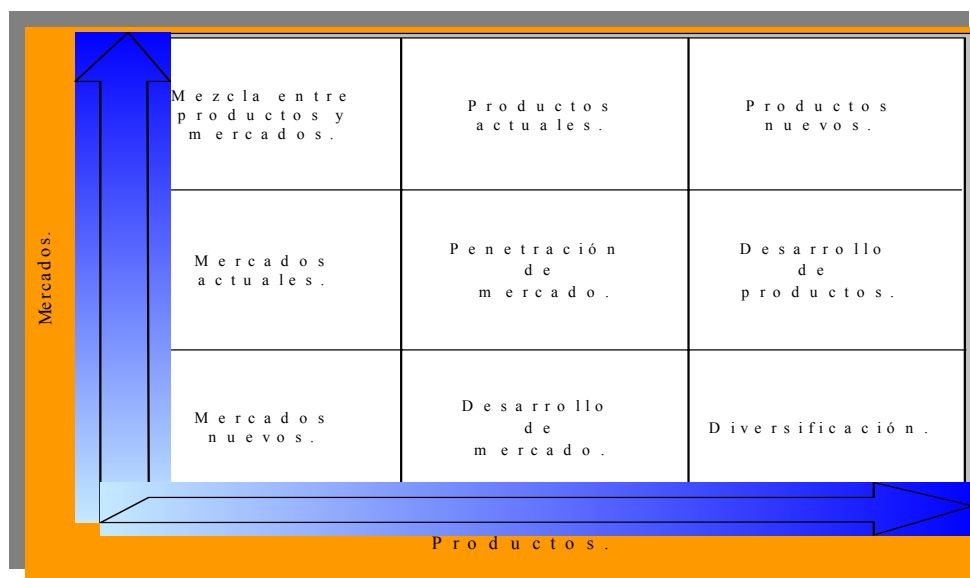 Mezcla entre
productos y
mercados.
Productos
actuales.
Productos
nuevos.
Mercados.
Mercados
actuales.
Penetración
de
mercado.
Desarrollo
de
productos.
Mercados
nuevos.
Desarrollo
de
mercado.
Diversificación.
Productos.